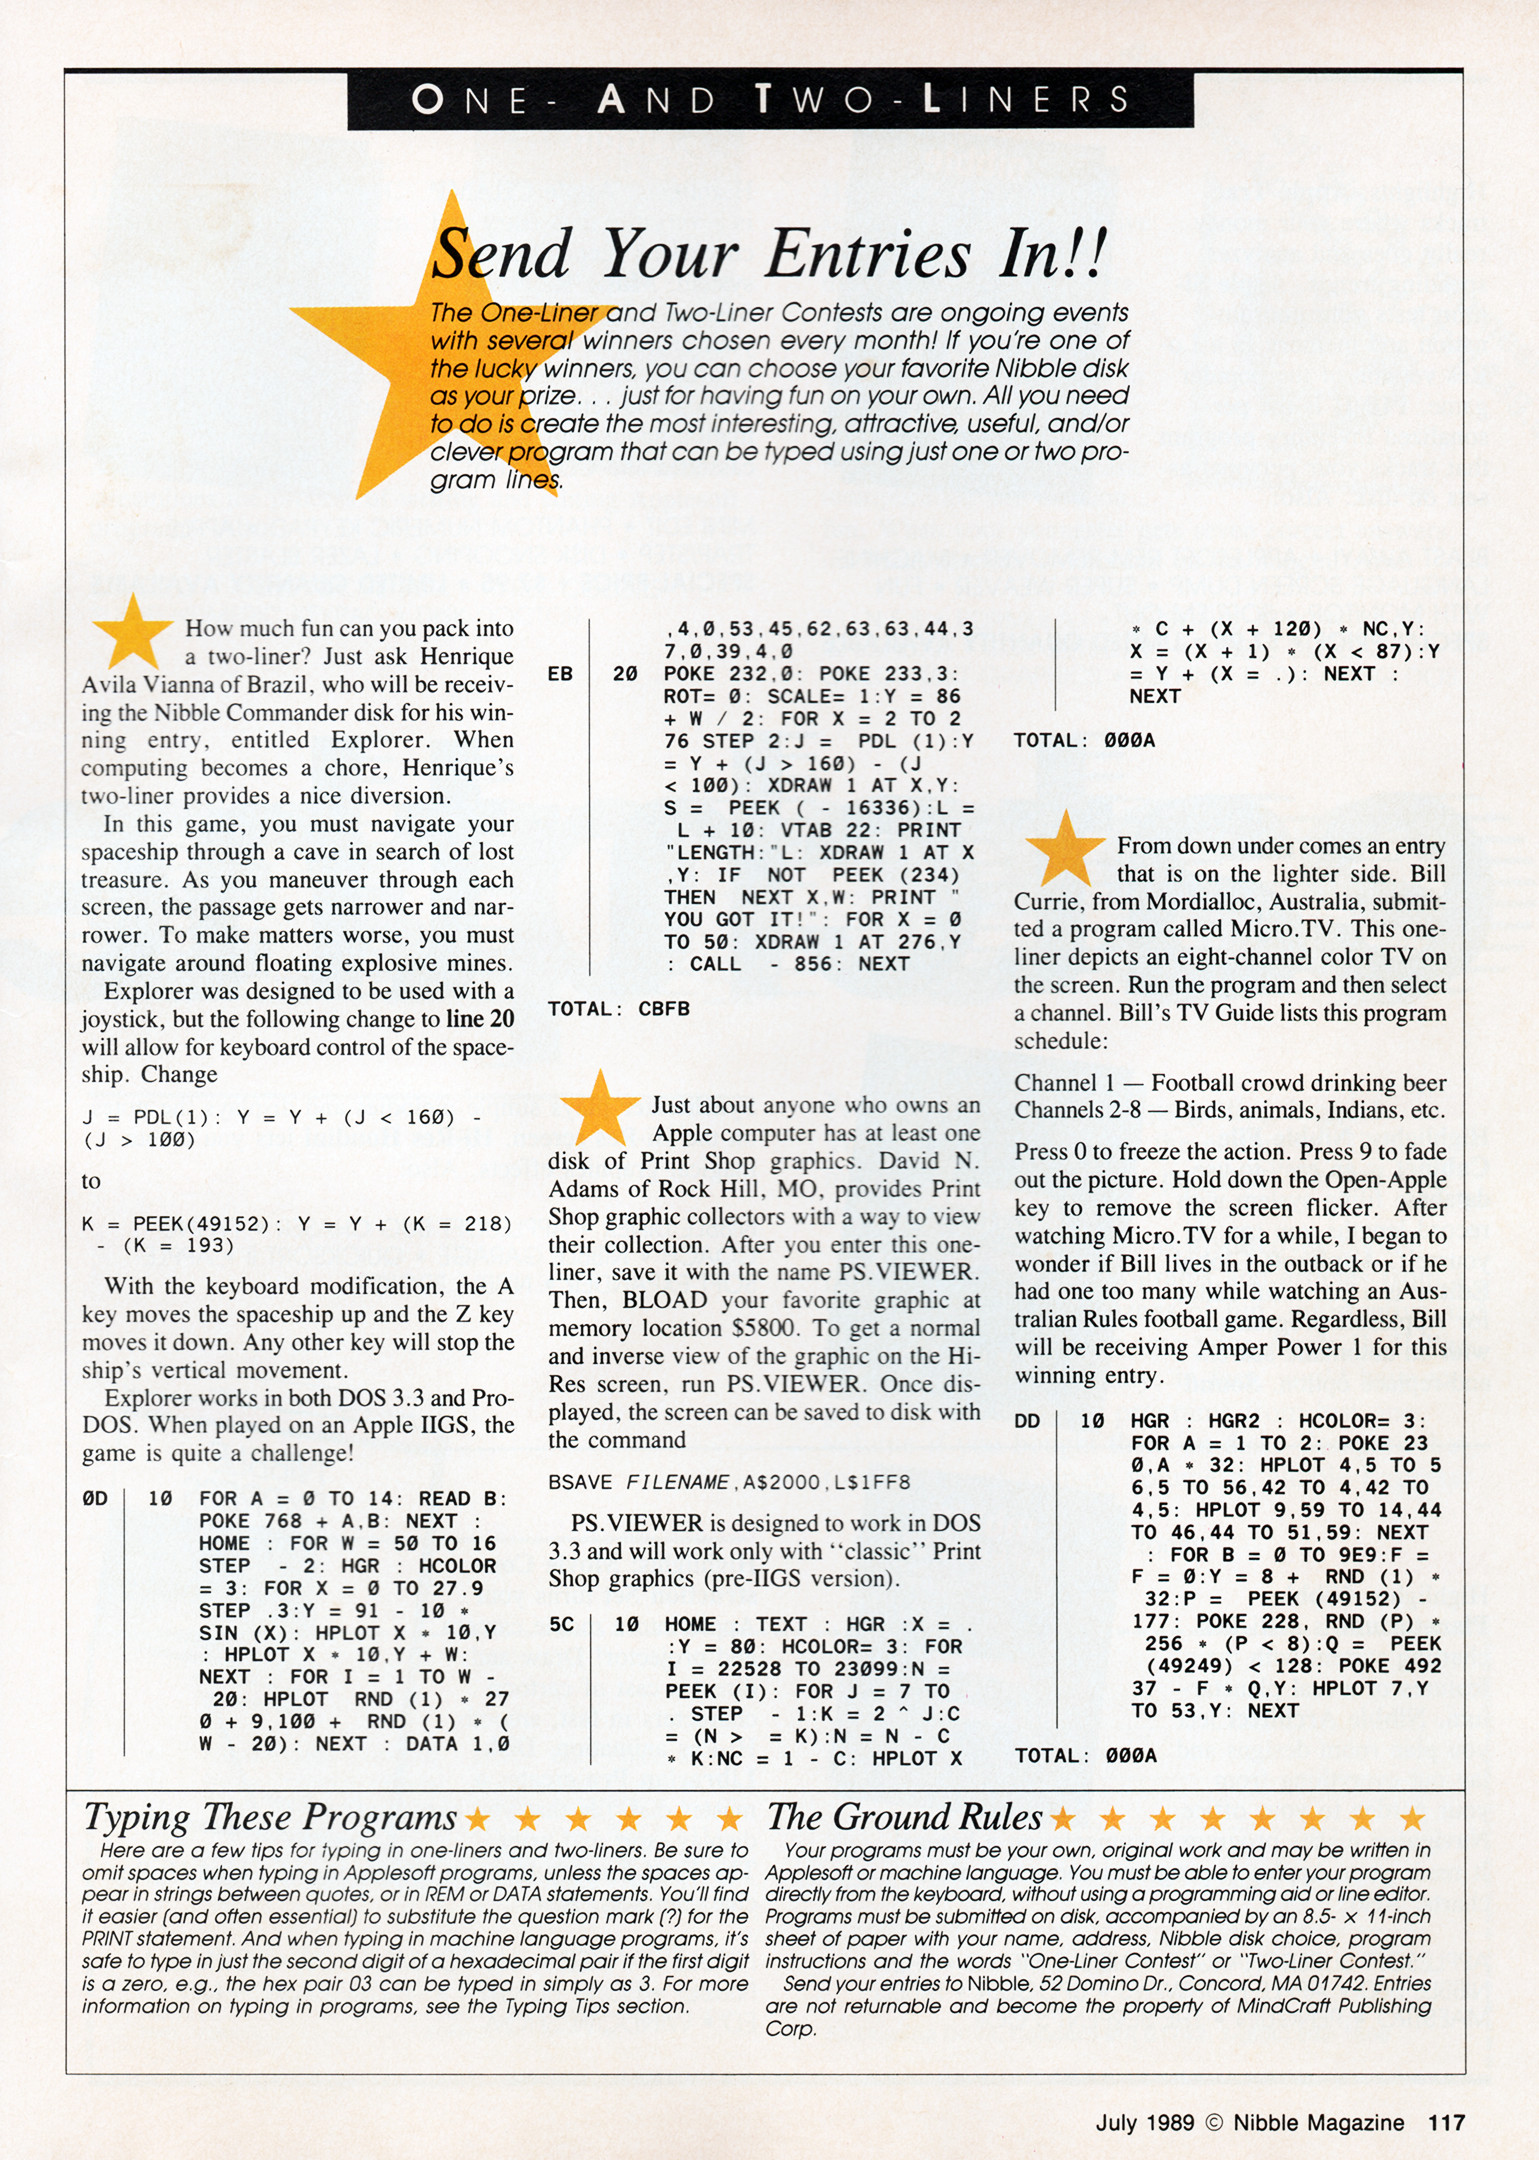 ONE- AND TWO-LINERS
Send Your Entries In!!
The One-Liner and Two-Liner Contests are ongoing events
with several winners chosen every month! If you're one of
the lucky winners, you can choose your favorite Nibble disk
as your prize. . . just for having fun on your own. All you need
to do is create the most interesting, attractive, useful, and/or
clever program that can be typed using just one or two pro-
gram lines.
How much fun can you pack into
a two-liner? Just ask Henrique
Avila Vianna of Brazil, who will be receiv-
ing the Nibble Commander disk for his win-
ning entry, entitled Explorer. When
computing becomes a chore, Henrique's
two-liner provides a nice diversion.
In this game, you must navigate your
spaceship through a cave in search of lost
treasure. As you maneuver through each
screen, the passage gets narrower and nar-
rower. To make matters worse, you must
navigate around floating explosive mines.
Explorer was designed to be used with a
joystick, but the following change to line 20
will allow for keyboard control of the space-
ship. Change
J = PDL(1): Y = Y + (J < 160) -
(J > 100)
to
K = PEEK(49152): Y = Y + (K = 218)
- (K = 193)
With the keyboard modification, the A
key moves the spaceship up and the Z key
moves it down. Any other key will stop the
ship's vertical movement.
Explorer works in both DOS 3.3 and Pro-
DOS. When played on an Apple IIGS, the
game is quite a challenge!
0D 10 FOR A = 0 TO 14: READ B:
POKE 768 + A,B: NEXT :
HOME : FOR W = 50 TO 16
STEP - 2: HGR : HCOLOR
= 3: FOR X = 0 TO 27.9
STEP .3:Y = 91 - 10 *
SIN (X): HPLOT X * 10,Y
: HPLOT X * 10,Y + W:
NEXT : FOR I = 1 TO W -
20: HPLOT RND (1) * 27
0 + 9,100 + RND (1) * (
W - 20): NEXT : DATA 1,0
,4,0,53,45,62,63,63,44,3
7,0,39,4,0
EB 20 POKE 232,0: POKE 233,3:
ROT= 0: SCALE= 1:Y = 86
+ W / 2: FOR X = 2 TO 2
76 STEP 2:J = PDL (1):Y
= Y + (J > 160) - (J
< 100): XDRAW 1 AT X,Y:
S = PEEK ( - 16336):L =
L + 10: VTAB 22: PRINT
"LENGTH:"L: XDRAW 1 AT X
,Y: IF NOT PEEK (234)
THEN NEXT X,W: PRINT "
YOU GOT IT!": FOR X = 0
TO 50: XDRAW 1 AT 276,Y
: CALL - 856: NEXT
TOTAL: CBFB
Just about anyone who owns an
Apple computer has at least one
disk of Print Shop graphics. David N.
Adams of Rock Hill, MO, provides Print
Shop graphic collectors with a way to view
their collection. After you enter this one-
liner, save it with the name PS.VIEWER.
Then, BLOAD your favorite graphic at
memory location $5800. To get a normal
and inverse view of the graphic on the Hi-
Res screen, run PS.VIEWER. Once dis-
played, the screen can be saved to disk with
the command
BSAVE FILENAME,A$2000,L$1FF8
PS.VIEWER is designed to work in DOS
3.3 and will work only with "classic" Print
Shop graphics (pre-IIGS version).
5C 10 HOME : TEXT : HGR :X = .
:Y = 80: HCOLOR= 3: FOR
I = 22528 TO 23099:N =
PEEK (I): FOR J = 7 TO
. STEP - 1:K = 2 ^ J:C
= (N > = K):N = N - C
* K:NC = 1 - C: HPLOT X
* C + (X + 120) * NC,Y:
X = (X + 1) * (X < 87):Y
= Y + (X = .): NEXT :
NEXT
TOTAL: 000A
From down under comes an entry
that is on the lighter side. Bill
Currie, from Mordialloc, Australia, submit-
ted a program called Micro.TV. This one-
liner depicts an eight-channel color TV on
the screen. Run the program and then select
a channel. Bill's TV Guide lists this program
schedule:
Channel 1 — Football crowd drinking beer
Channels 2-8 — Birds, animals, Indians, etc.
Press 0 to freeze the action. Press 9 to fade
out the picture. Hold down the Open-Apple
key to remove the screen flicker. After
watching Micro.TV for a while, I began to
wonder if Bill lives in the outback or if he
had one too many while watching an Aus-
tralian Rules football game. Regardless, Bill
will be receiving Amper Power 1 for this
winning entry.
DD 10 HGR : HGR2 : HCOLOR= 3:
FOR A = 1 TO 2: POKE 23
0,A * 32: HPLOT 4,5 TO 5
6,5 TO 56,42 TO 4,42 TO
4,5: HPLOT 9,59 TO 14,44
TO 46,44 TO 51,59: NEXT
: FOR B = 0 TO 9E9:F =
F = 0:Y = 8 + RND (1) *
32:P = PEEK (49152) -
177: POKE 228, RND (P) *
256 * (P < 8):Q = PEEK
(49249) < 128: POKE 492
37 - F * Q,Y: HPLOT 7,Y
TO 53,Y: NEXT
TOTAL: 000A
Typing These Programs
Here are a few tips for typing in one-liners and two-liners. Be sure to
omit spaces when typing in Applesoft programs, unless the spaces ap-
pear in strings between quotes, or in REM or DATA statements. You'll find
it easier (and often essential) to substitute the question mark (?) for the
PRINT statement. And when typing in machine language programs, it's
safe to type in just the second digit of a hexadecimal pair if the first digit
is a zero, e.g., the hex pair 03 can be typed in simply as 3. For more
information on typing in programs, see the Typing Tips section.
The Ground Rules
Your programs must be your own, original work and may be written in
Applesoft or machine language. You must be able to enter your program
directly from the keyboard, without using a programming aid or line editor.
Programs must be submitted on disk, accompanied by an 8.5- × 11-inch
sheet of paper with your name, address, Nibble disk choice, program
instructions and the words "One-Liner Contest" or "Two-Liner Contest."
Send your entries to Nibble, 52 Domino Dr., Concord, MA 01742. Entries
are not returnable and become the property of MindCraft Publishing
Corp.
July 1989 © Nibble Magazine 117